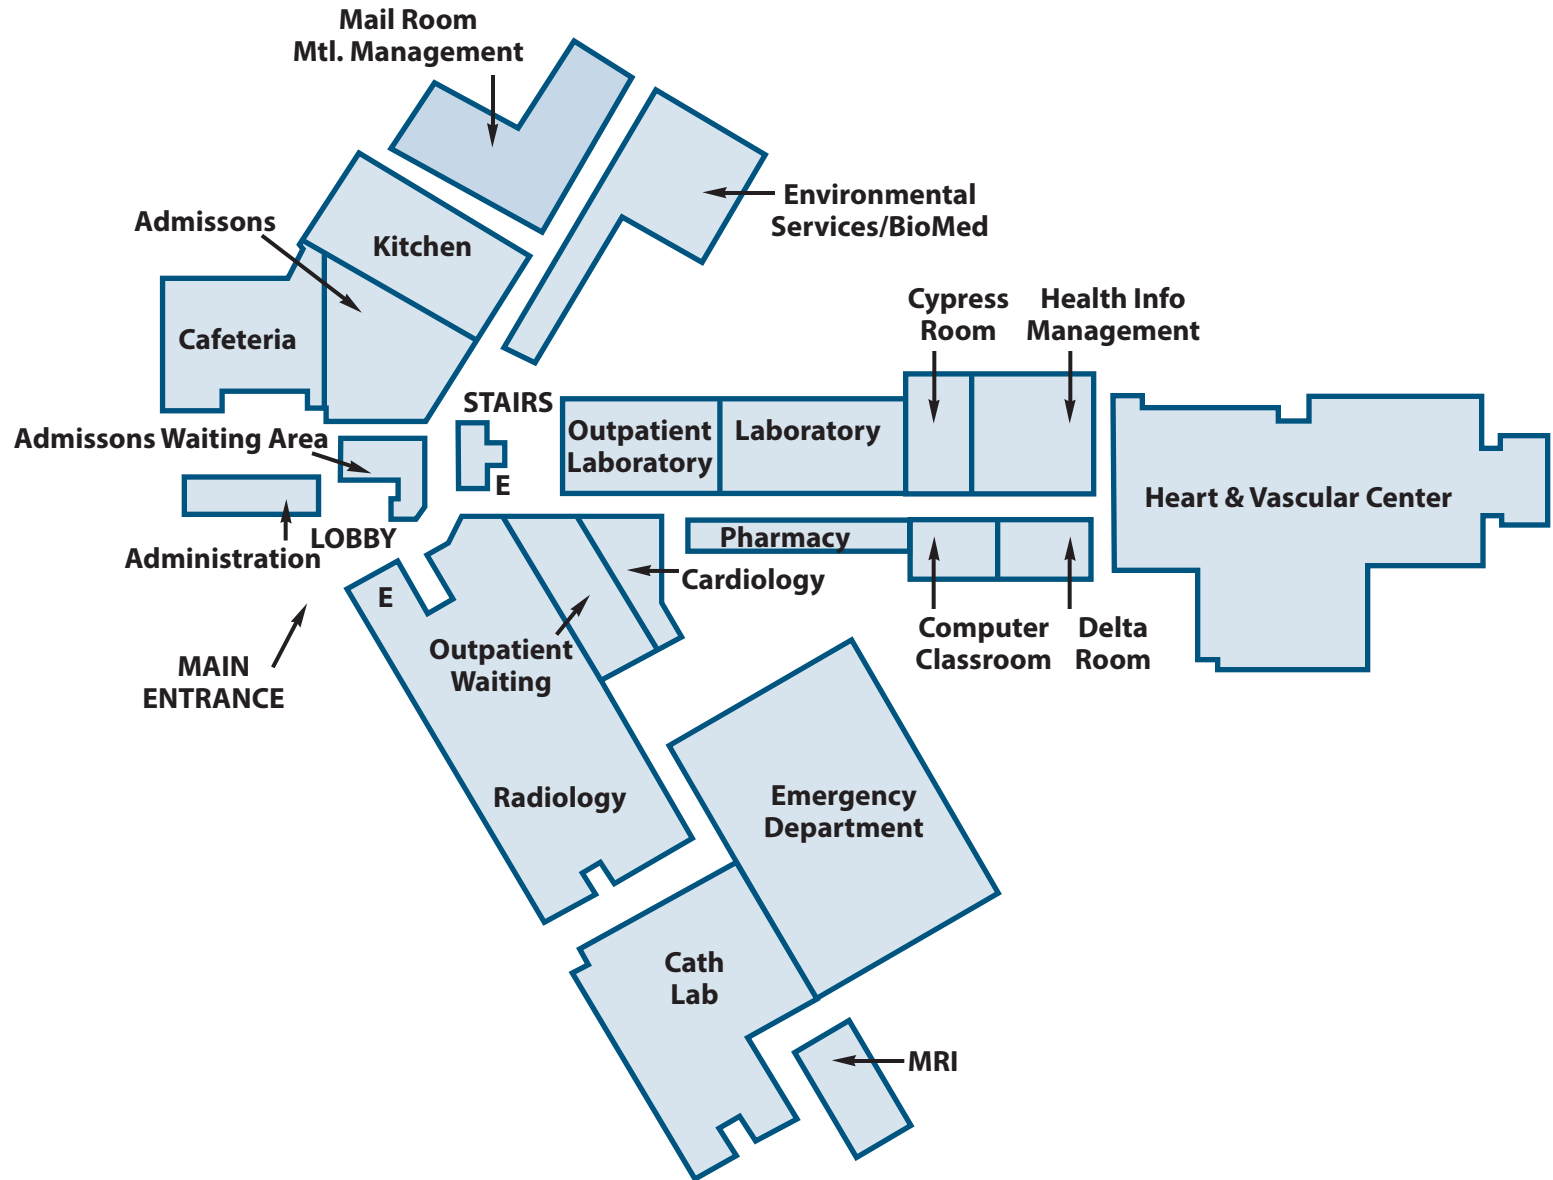 Mail Room
Mtl. Management
Environmental
Services/BioMed
Admissons
Kitchen
Cafeteria
Cypress
Room
Health Info
Management
STAIRS
Admissons Waiting Area
Outpatient
Laboratory
Laboratory
E
Heart & Vascular Center
LOBBY
Administration
Pharmacy
Cardiology
E
Outpatient
Waiting
Computer
Classroom
Delta
Room
MAIN
ENTRANCE
Radiology
Emergency
Department
Cath
Lab
MRI